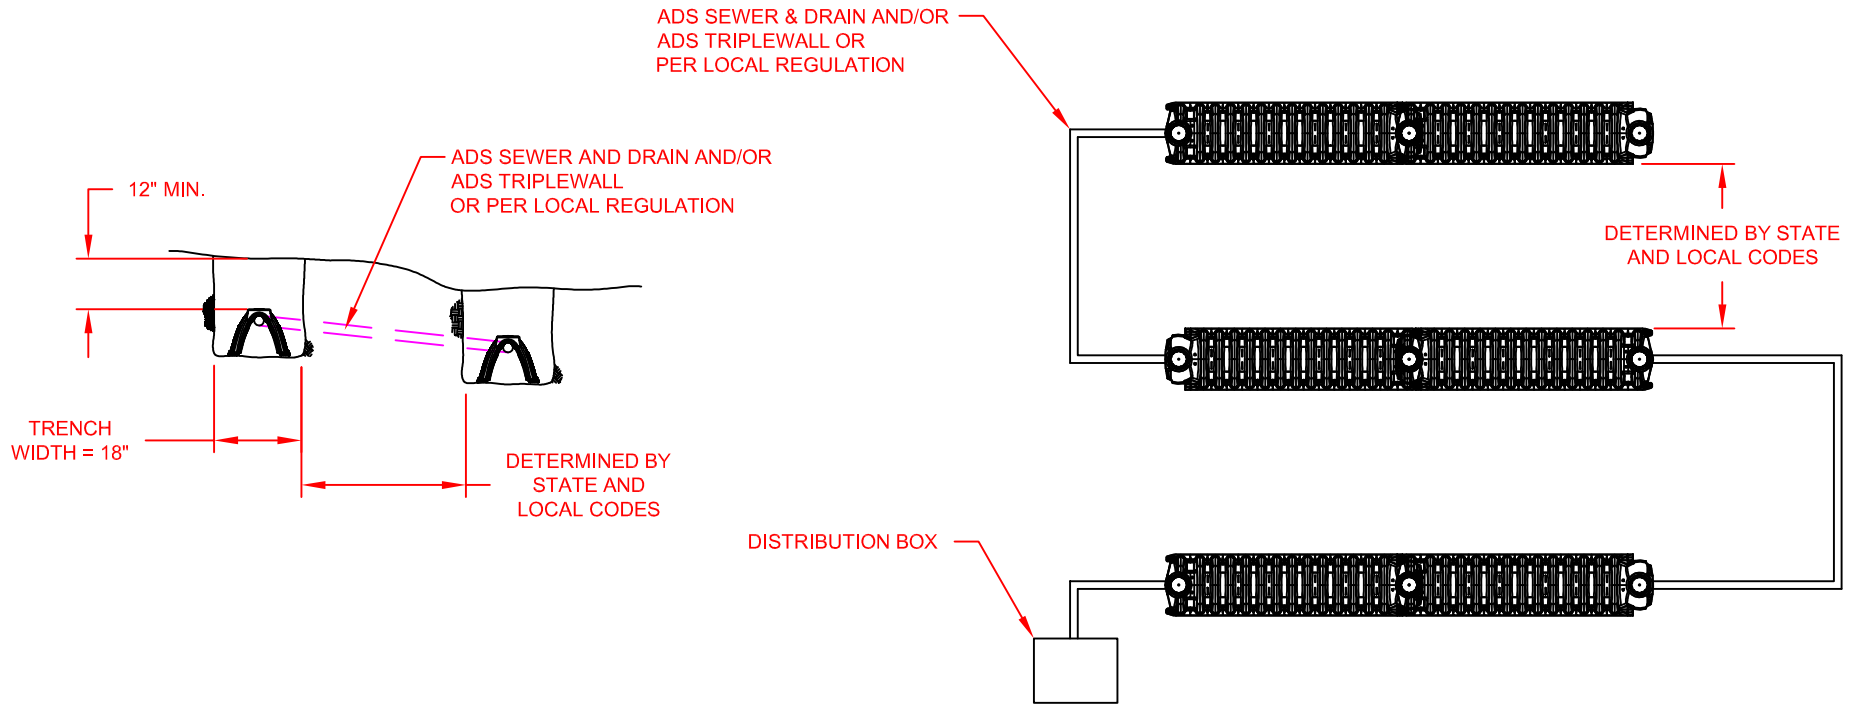 ADS SEWER & DRAIN AND/OR
ADS TRIPLEWALL OR
PER LOCAL REGULATION
ADS SEWER AND DRAIN AND/OR
ADS TRIPLEWALL
OR PER LOCAL REGULATION
12" MIN.
DETERMINED BY STATE
AND LOCAL CODES
TRENCH
WIDTH = 18"
DETERMINED BY
STATE AND
LOCAL CODES
DISTRIBUTION BOX